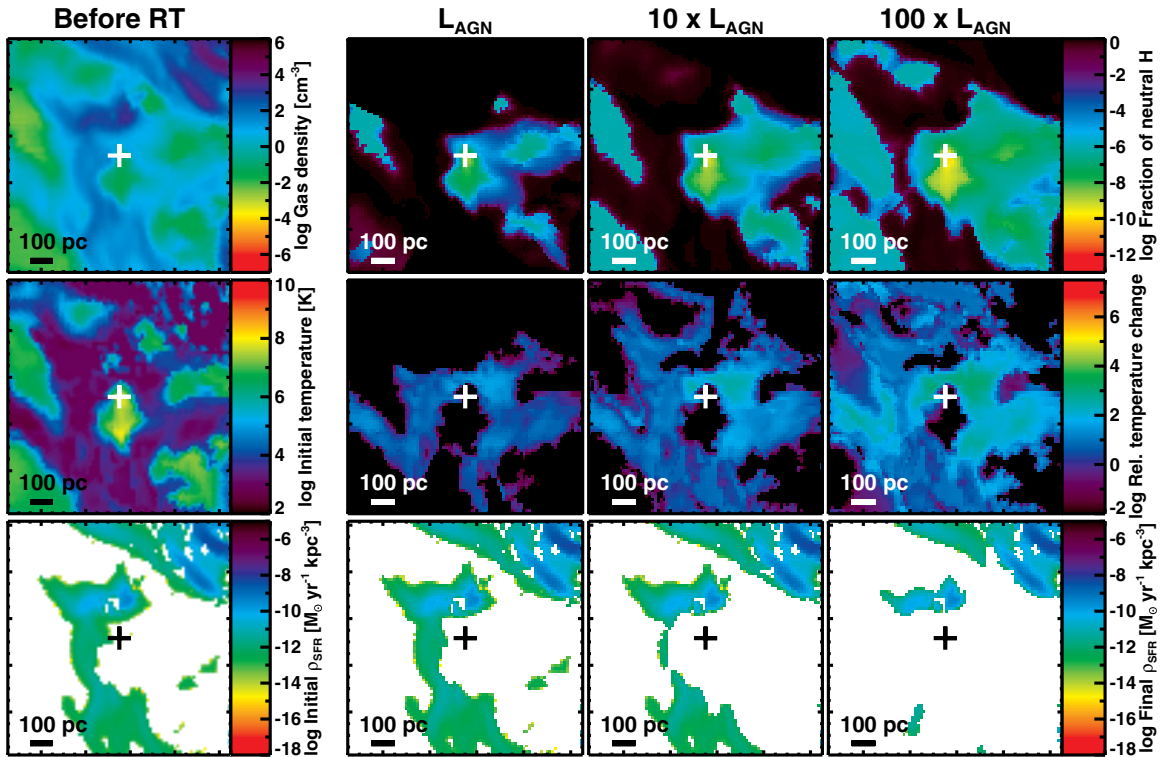 Before RT
L_AGN
10 x L_AGN
100 x L_AGN
6
4
2
0
-2
-4
-6
log Gas density [cm⁻³]
100 pc
100 pc
100 pc
100 pc
0
-2
-4
-6
-8
-10
-12
log Fraction of neutral H
10
8
6
4
2
log Initial temperature [K]
100 pc
100 pc
100 pc
100 pc
6
4
2
0
-2
log Rel. temperature change
-6
-8
-10
-12
-14
-16
-18
log Initial ρ_SFR [M_⊙ yr⁻¹ kpc⁻³]
100 pc
100 pc
100 pc
100 pc
-6
-8
-10
-12
-14
-16
-18
log Final ρ_SFR [M_⊙ yr⁻¹ kpc⁻³]